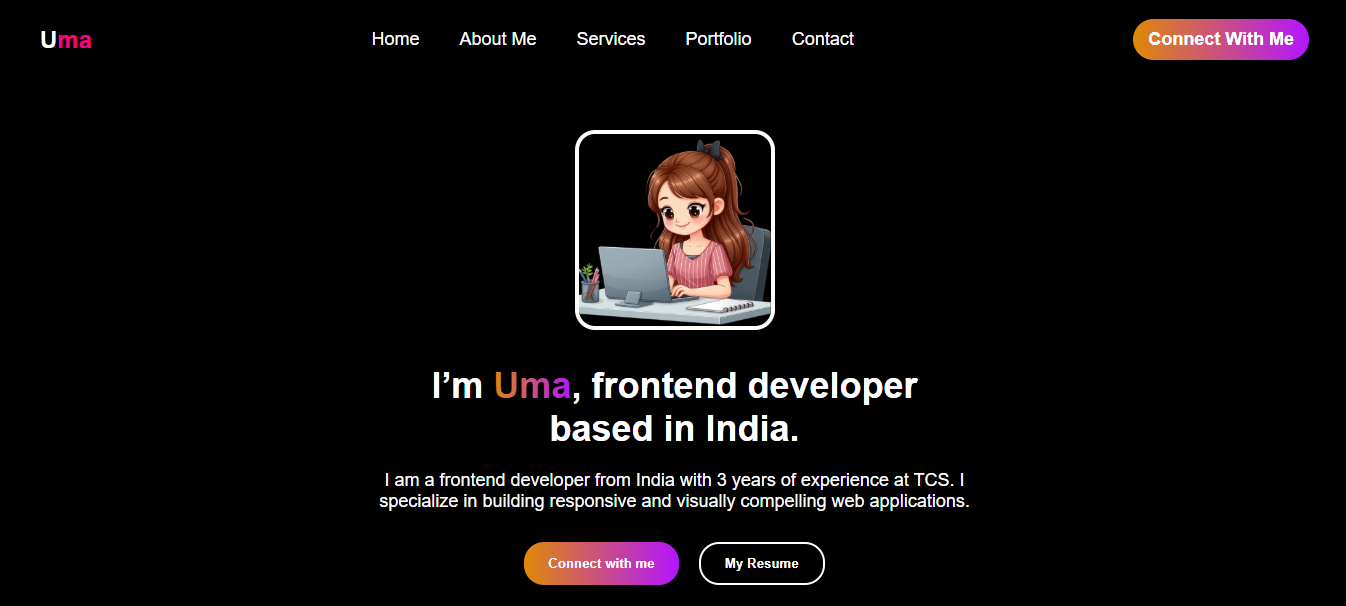 Uma
Home
About Me
Services
Portfolio
Contact
Connect With Me
I’m Uma, frontend developer
based in India.
I am a frontend developer from India with 3 years of experience at TCS. I
specialize in building responsive and visually compelling web applications.
Connect with me
My Resume